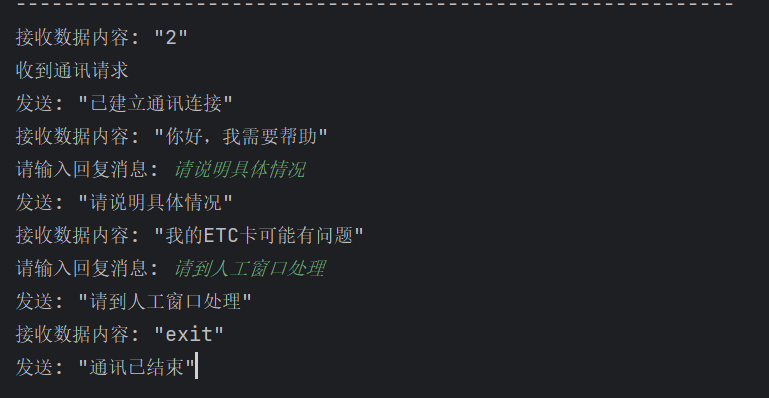 ------------------------------------------------------------
接收数据内容: "2"
收到通讯请求
发送: "已建立通讯连接"
接收数据内容: "你好，我需要帮助"
请输入回复消息: 请说明具体情况
发送: "请说明具体情况"
接收数据内容: "我的ETC卡可能有问题"
请输入回复消息: 请到人工窗口处理
发送: "请到人工窗口处理"
接收数据内容: "exit"
发送: "通讯已结束"